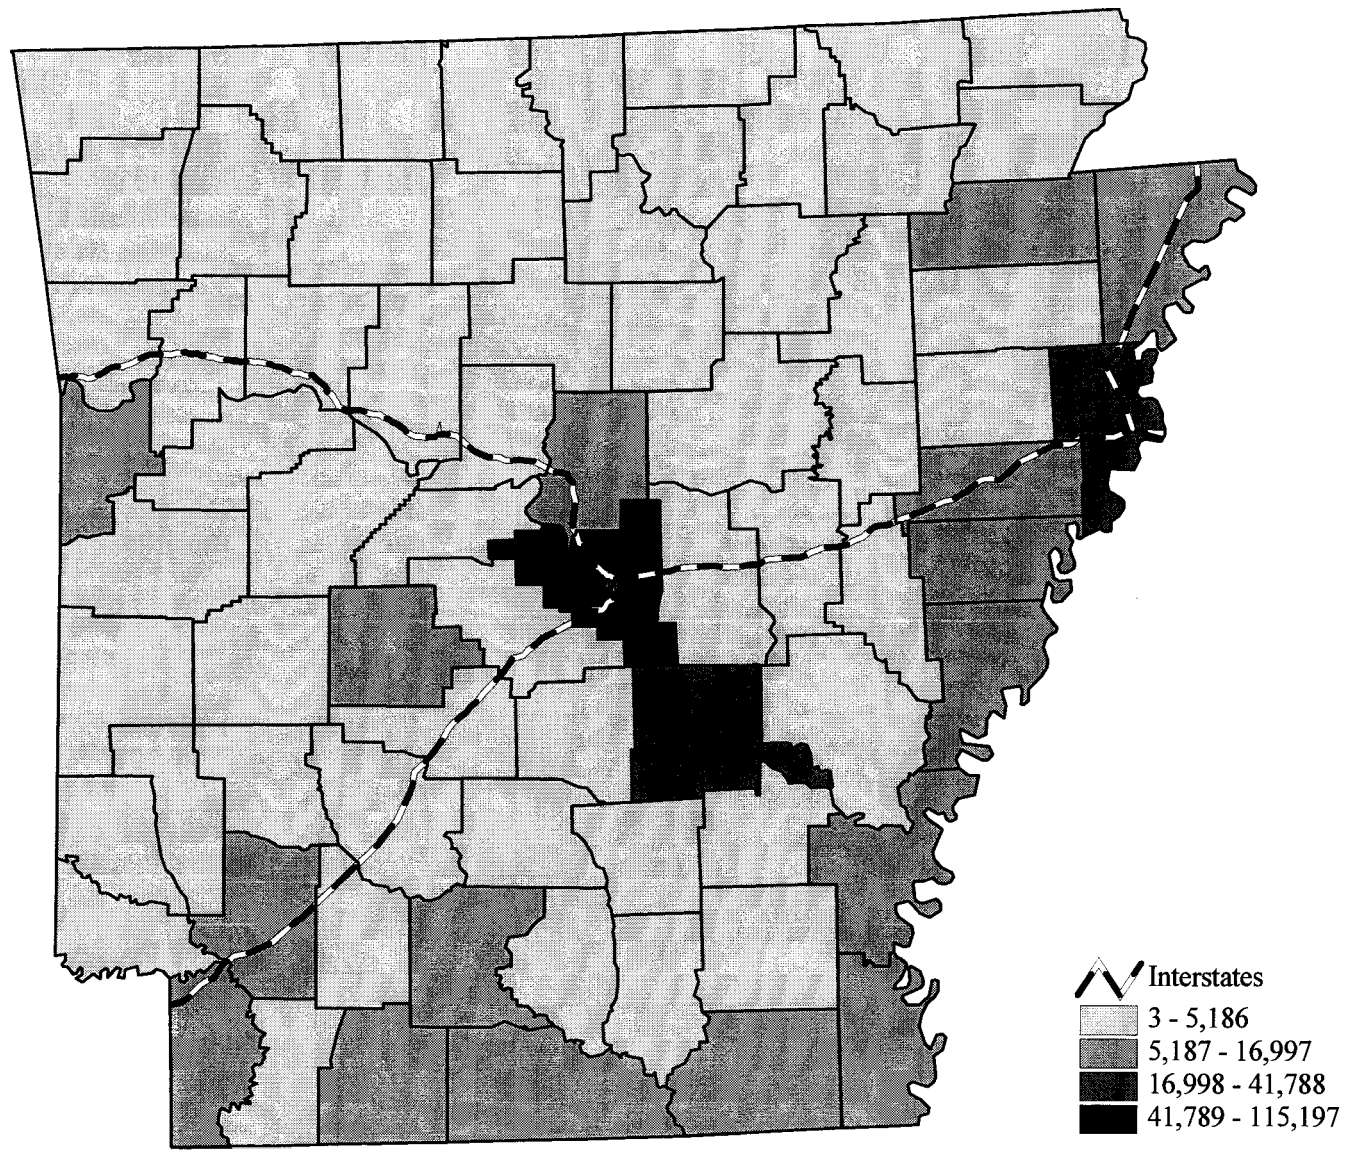 Interstates
3 - 5,186
5,187 - 16,997
16,998 - 41,788
41,789 - 115,197